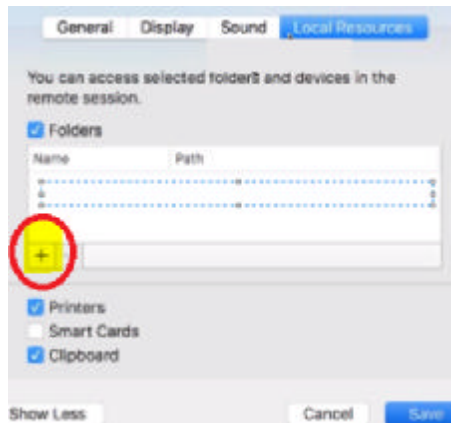 General Display Sound Local Resources
You can access selected folders and devices in the
remote session.
Folders
Name Path
+
Printers
Smart Cards
Clipboard
Show Less Cancel Save